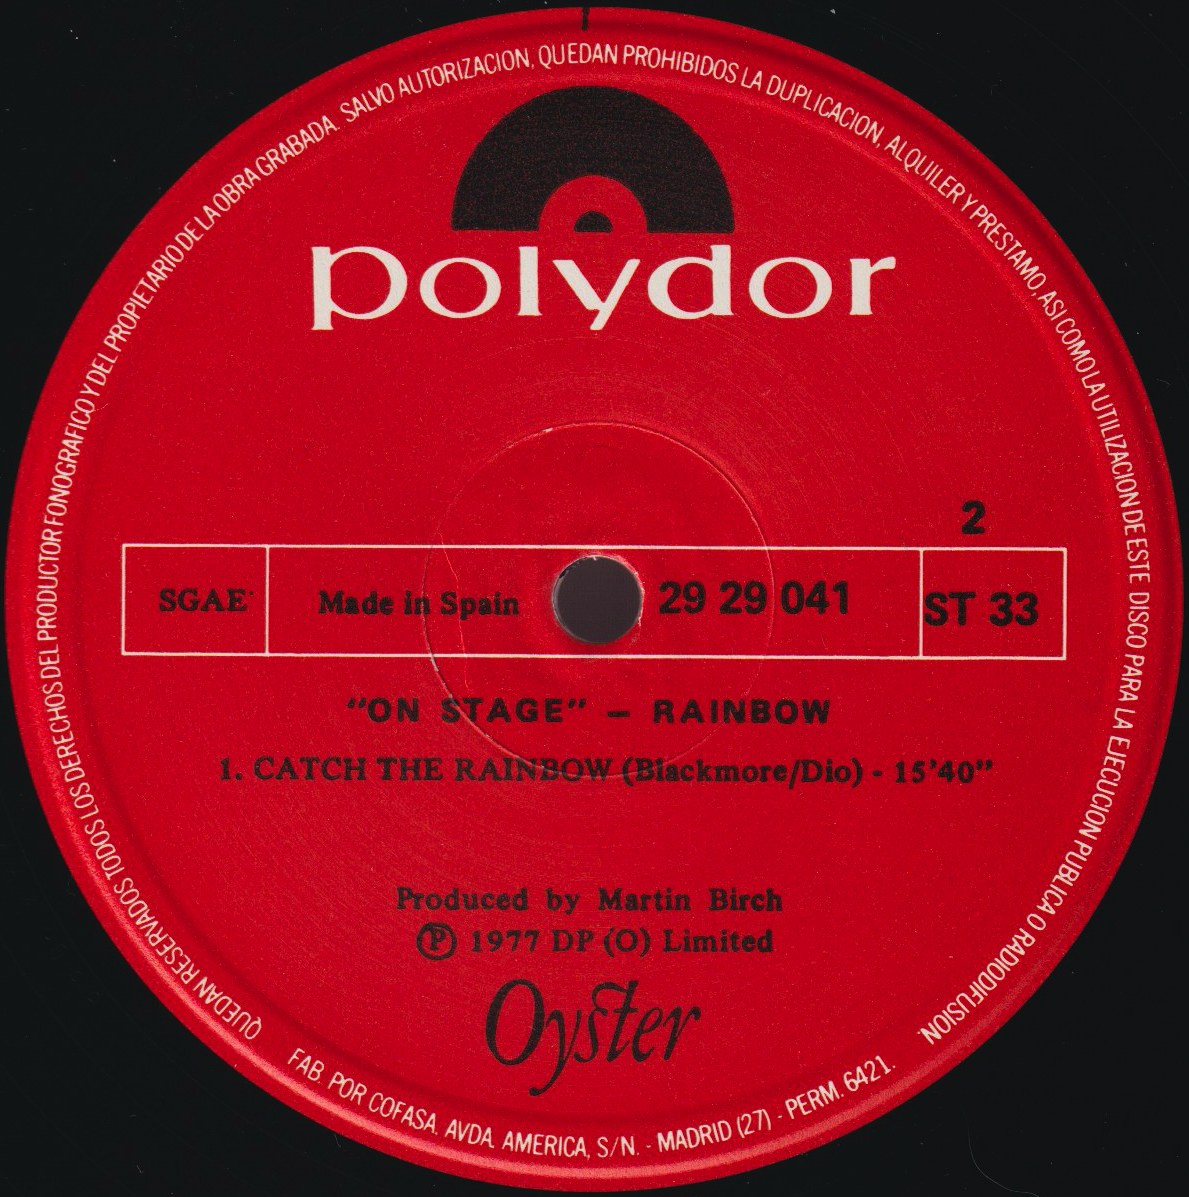 QUEDAN RESERVADOS TODOS LOS DERECHOS DEL PRODUCTOR FONOGRAFICO Y DEL PROPIETARIO DE LA OBRA GRABADA. SALVO AUTORIZACION, QUEDAN PROHIBIDOS LA DUPLICACION, ALQUILER Y PRESTAMO, ASI COMO LA UTILIZACION DE ESTE DISCO PARA LA EJECUCION PUBLICA O RADIODIFUSION.
polydor
2
SGAE Made in Spain 29 29 041 ST 33
“ON STAGE” – RAINBOW
1. CATCH THE RAINBOW (Blackmore/Dio) - 15’40”
Produced by Martin Birch
Ⓟ 1977 DP (O) Limited
Oyster
FAB. POR COFASA. AVDA. AMERICA, S/N. - MADRID (27) - PERM. 6421.